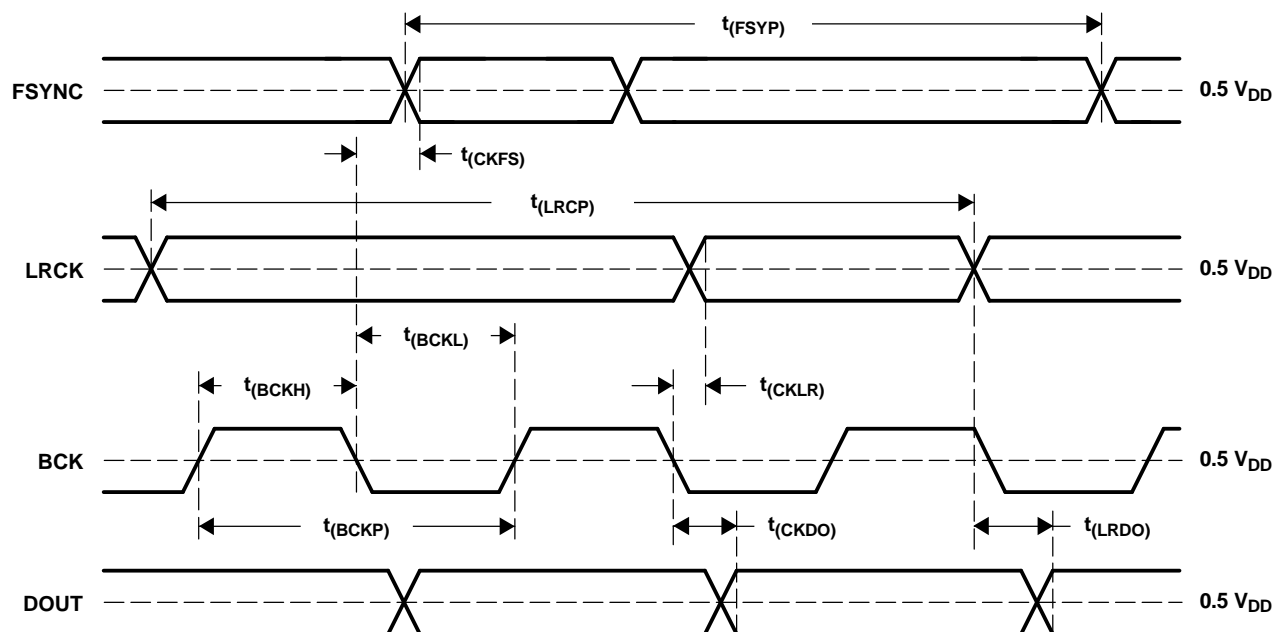 t(FSYP)
FSYNC
0.5 VDD
t(CKFS)
t(LRCP)
LRCK
0.5 VDD
t(BCKL)
t(BCKH)
t(CKLR)
BCK
0.5 VDD
t(BCKP)
t(CKDO)
t(LRDO)
DOUT
0.5 VDD